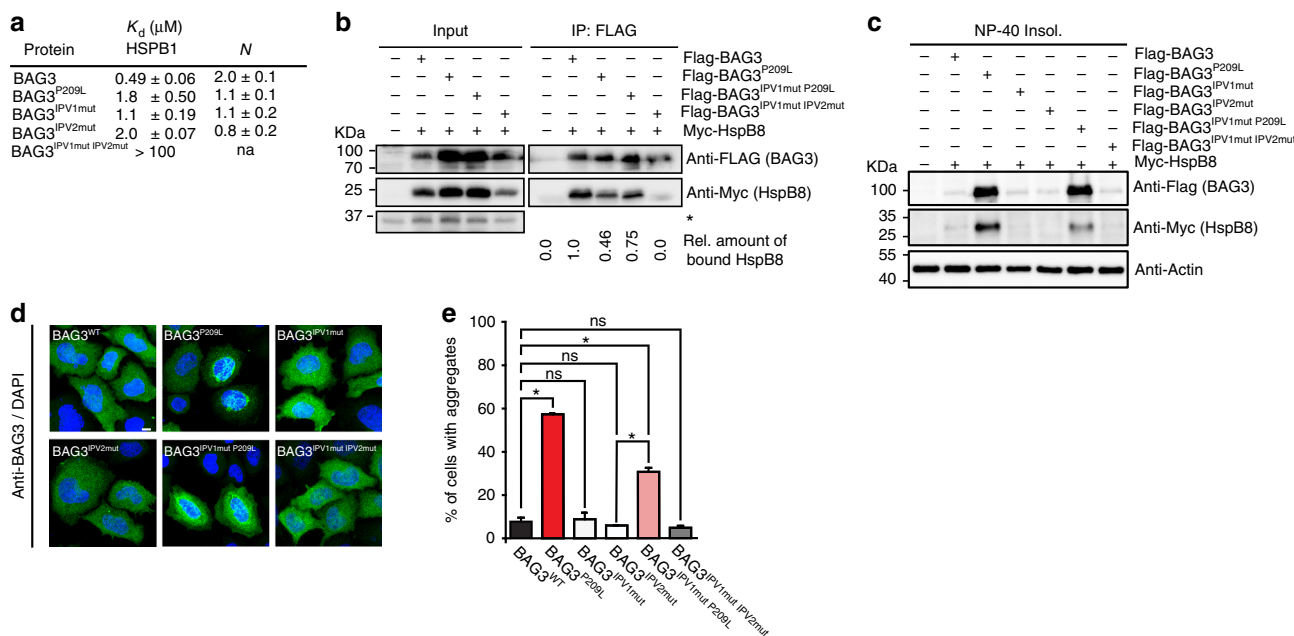 a
Kd (µM)
HSPB1
Protein N
BAG3 0.49 ± 0.06 2.0 ± 0.1
BAG3P209L 1.8 ± 0.50 1.1 ± 0.1
BAG3IPV1mut 1.1 ± 0.19 1.1 ± 0.2
BAG3IPV2mut 2.0 ± 0.07 0.8 ± 0.2
BAG3IPV1mut IPV2mut > 100 na
b
Input IP: FLAG
– + – – – – + – – – Flag-BAG3
– – + – – – – + – – Flag-BAG3P209L
– – – + – – – – + – Flag-BAG3IPV1mut P209L
– – – – + – – – – + Flag-BAG3IPV1mut IPV2mut
– + + + + – + + + + Myc-HspB8
KDa
100
70
Anti-FLAG (BAG3)
25
Anti-Myc (HspB8)
37
*
0.0 1.0 0.46 0.75 0.0
Rel. amount of
bound HspB8
c
NP-40 Insol.
– + – – – – – Flag-BAG3
– – + – – – – Flag-BAG3P209L
– – – + – – – Flag-BAG3IPV1mut
– – – – + – – Flag-BAG3IPV2mut
– – – – – + – Flag-BAG3IPV1mut P209L
– – – – – – + Flag-BAG3IPV1mut IPV2mut
– + + + + + + Myc-HspB8
KDa
100
Anti-Flag (BAG3)
35
25
Anti-Myc (HspB8)
55
40
Anti-Actin
d
Anti-BAG3 / DAPI
BAG3WT
BAG3P209L
BAG3IPV1mut
BAG3IPV2mut
BAG3IPV1mut P209L
BAG3IPV1mut IPV2mut
e
% of cells with aggregates
100
80
60
40
20
0
ns
*
ns
ns
*
*
BAG3WT
BAG3P209L
BAG3IPV1mut
BAG3IPV2mut
BAG3IPV1mut P209L
BAG3IPV1mut IPV2mut